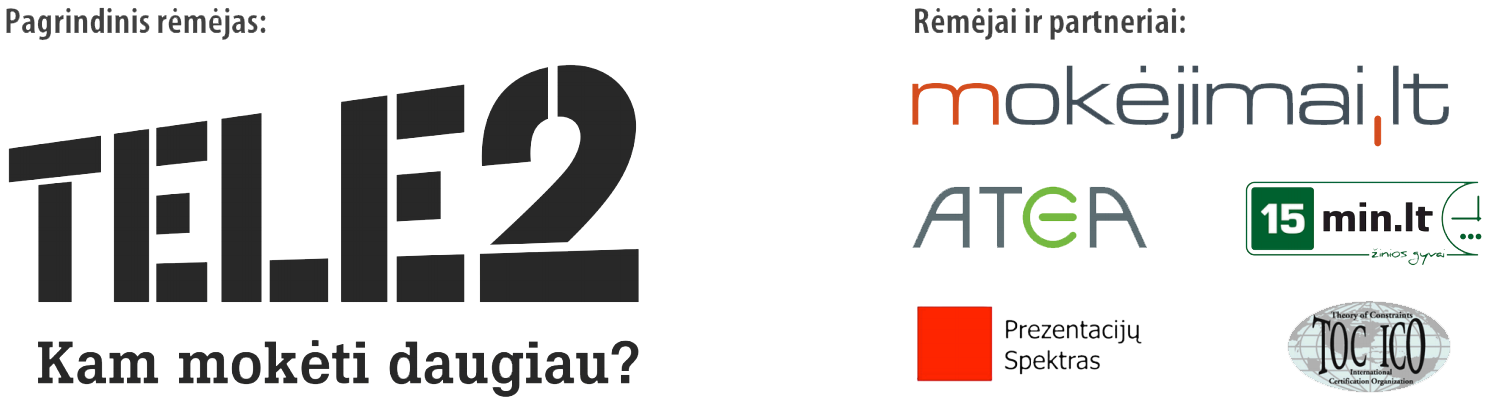 Pagrindinis rėmėjas:
TELE2
Kam mokėti daugiau?
Rėmėjai ir partneriai:
mokėjimai.lt
ATEA
15 min.lt
žinios gyvai
Prezentacijų
Spektras
Theory of Constraints
TOC ICO
International
Certification Organization